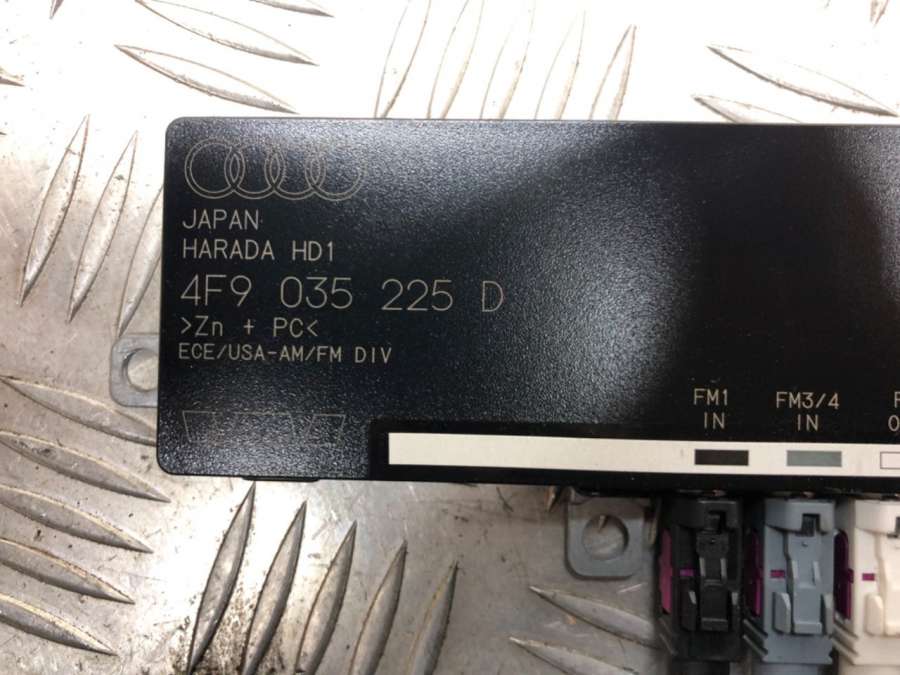 JAPAN
HARADA HD1
4F9 035 225 D
>Zn + PC<
ECE/USA-AM/FM DIV
FM1
IN
FM3/4
IN